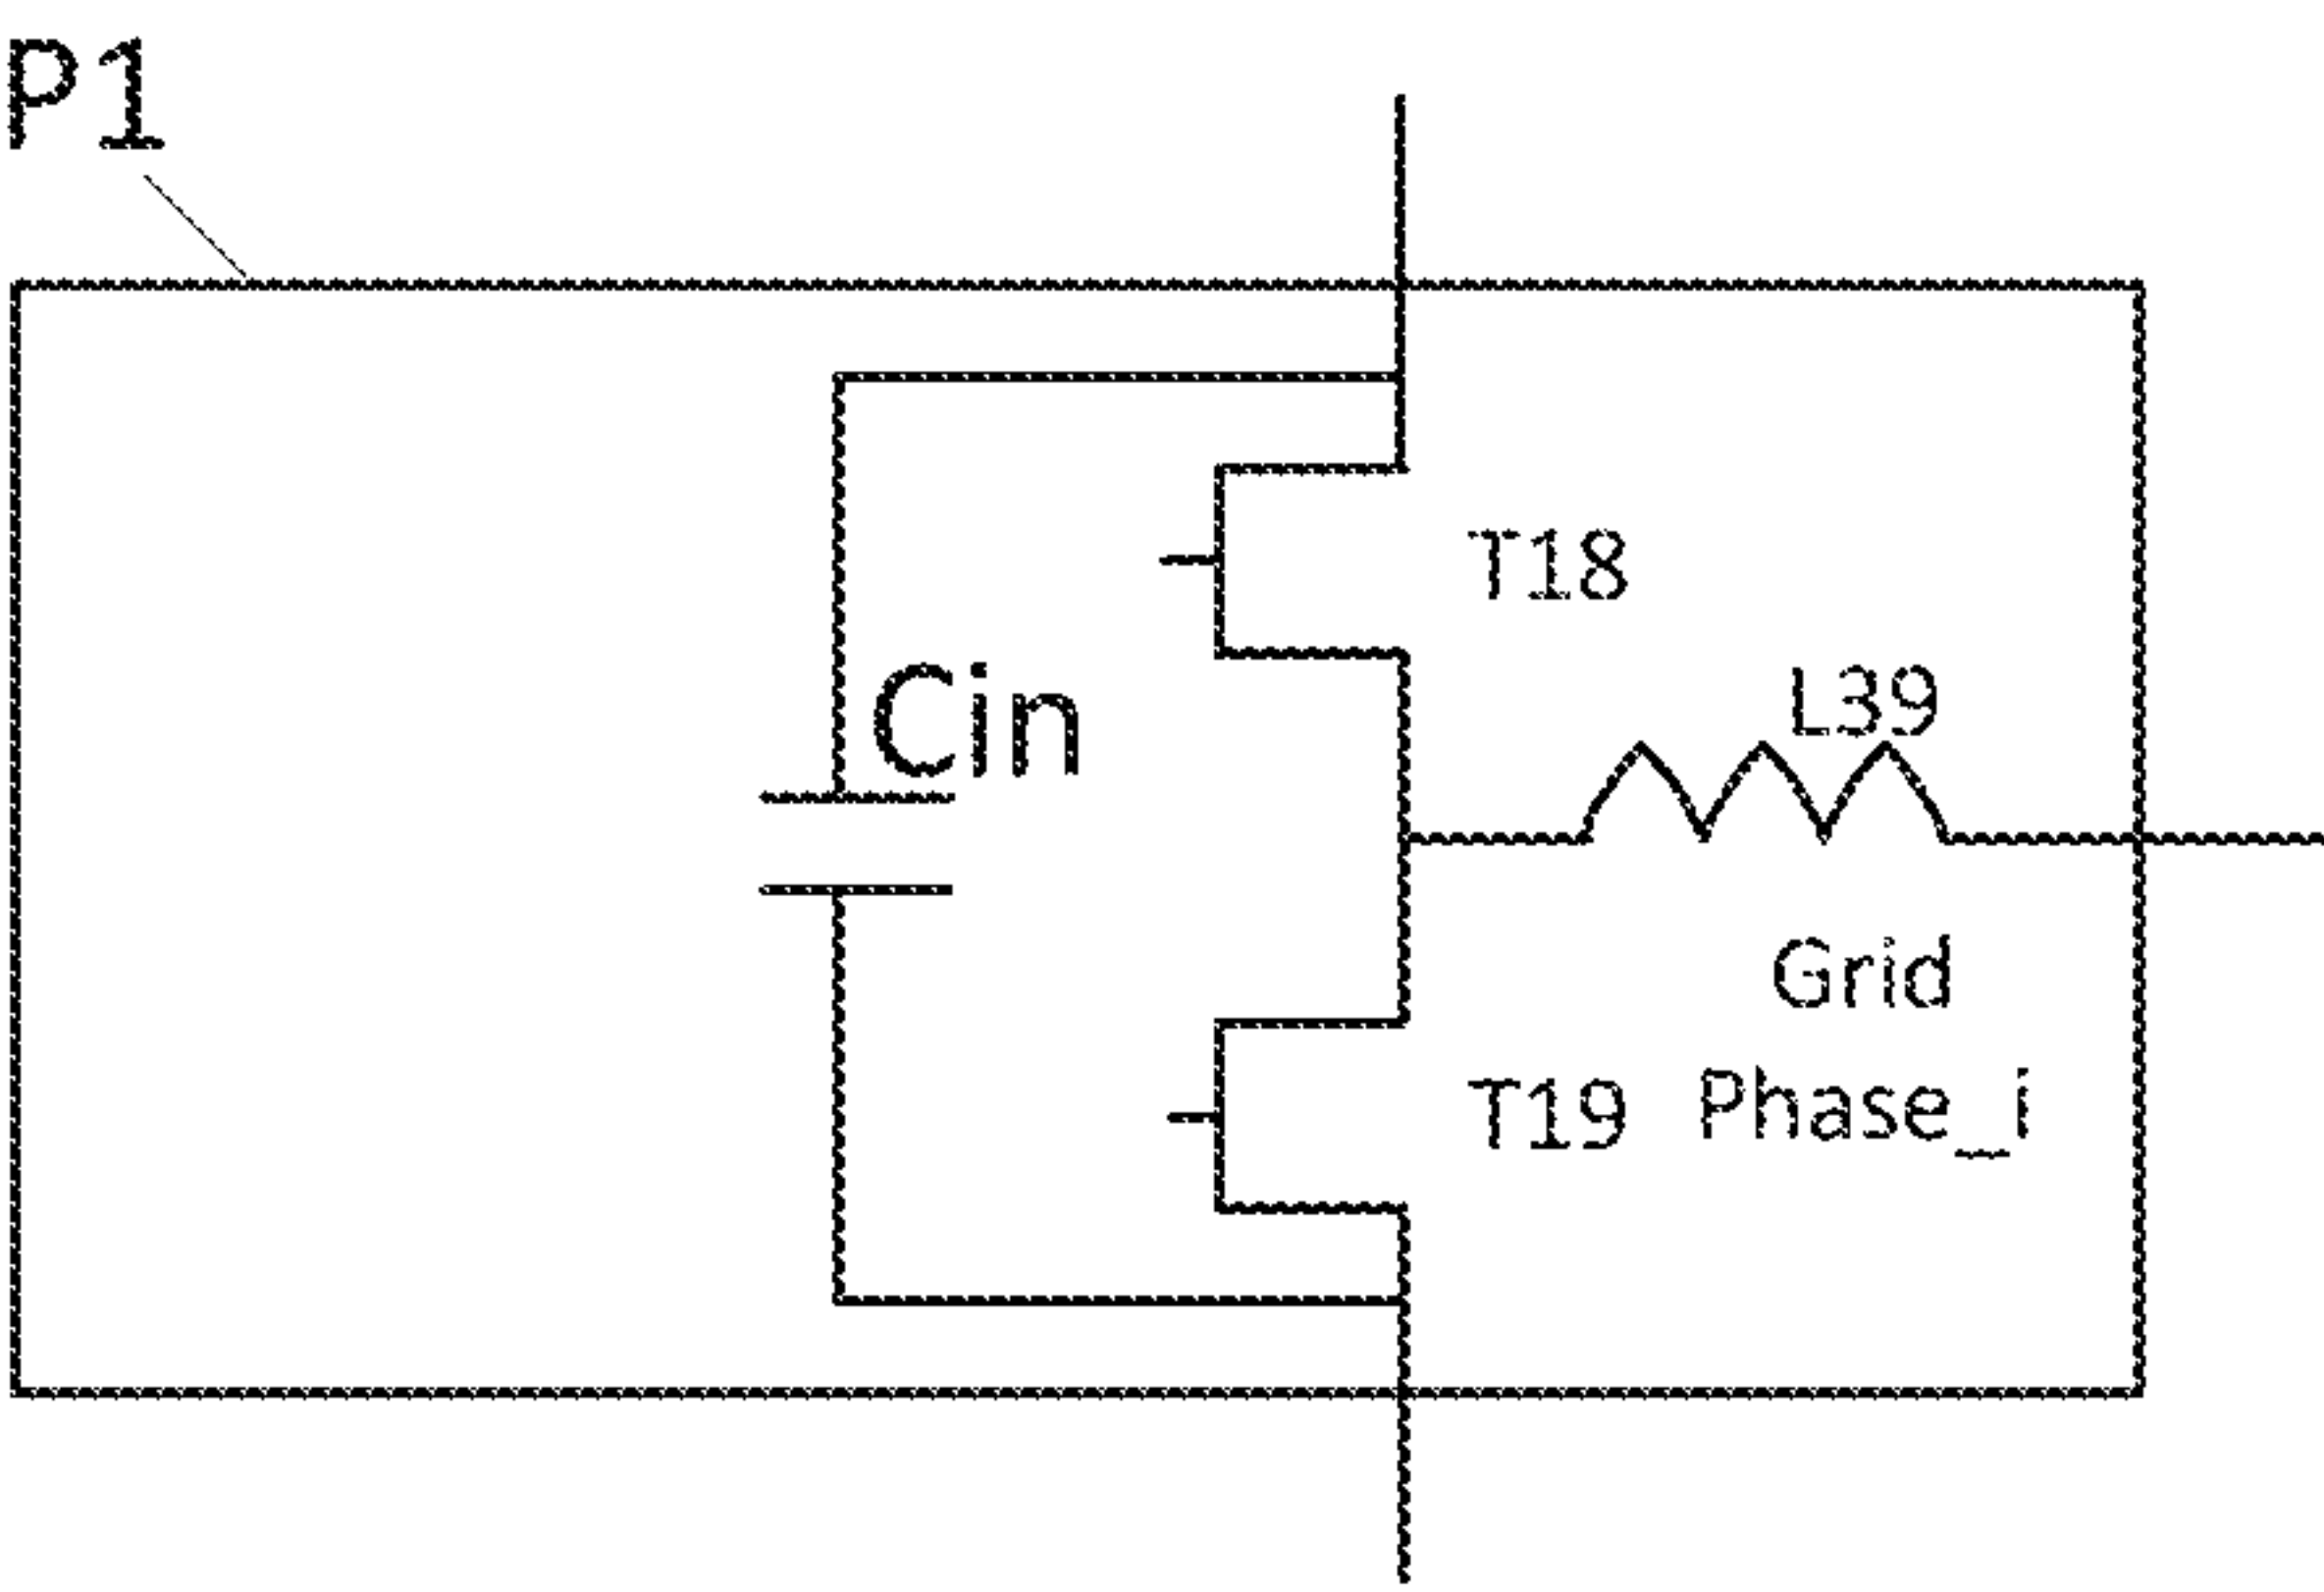 P1
T18
Cin
L39
Grid
T19 Phase_i